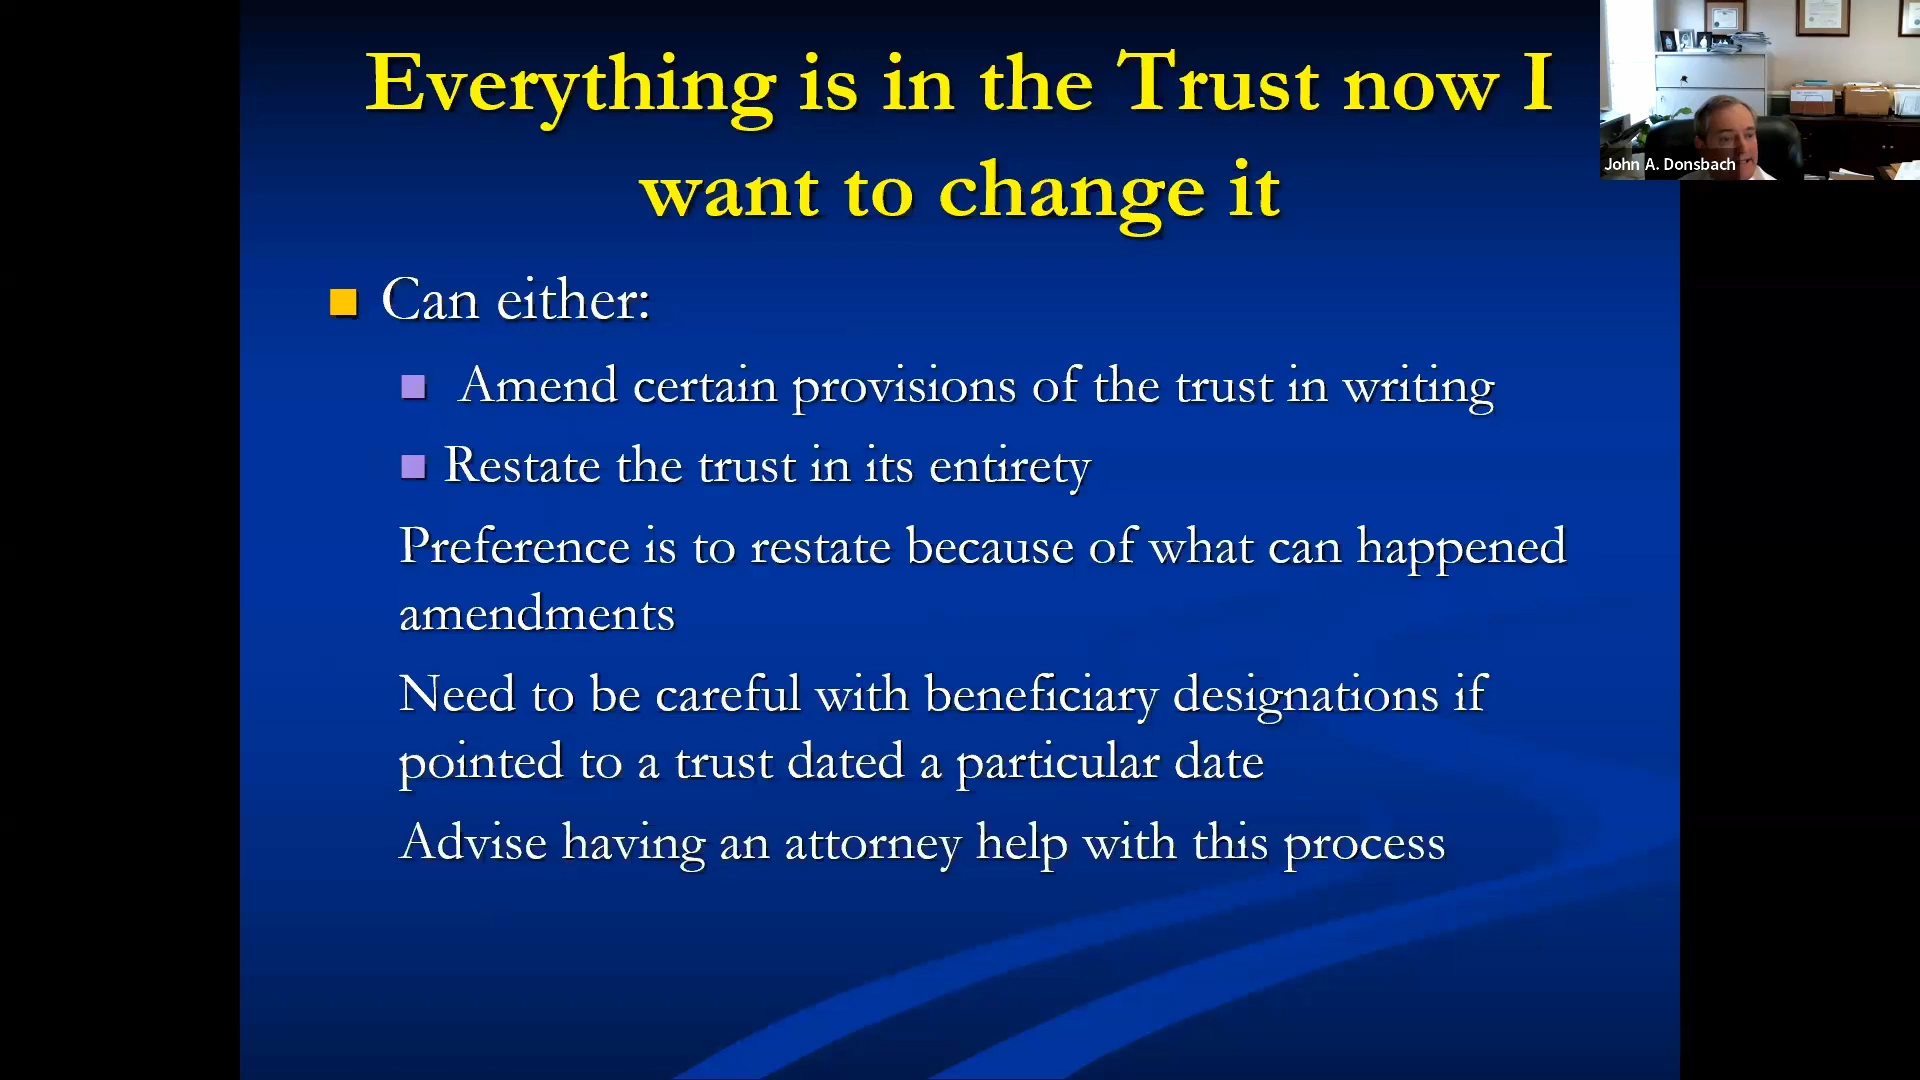 Everything is in the Trust now I
want to change it
John A. Donsbach
Can either:
Amend certain provisions of the trust in writing
Restate the trust in its entirety
Preference is to restate because of what can happened
amendments
Need to be careful with beneficiary designations if
pointed to a trust dated a particular date
Advise having an attorney help with this process